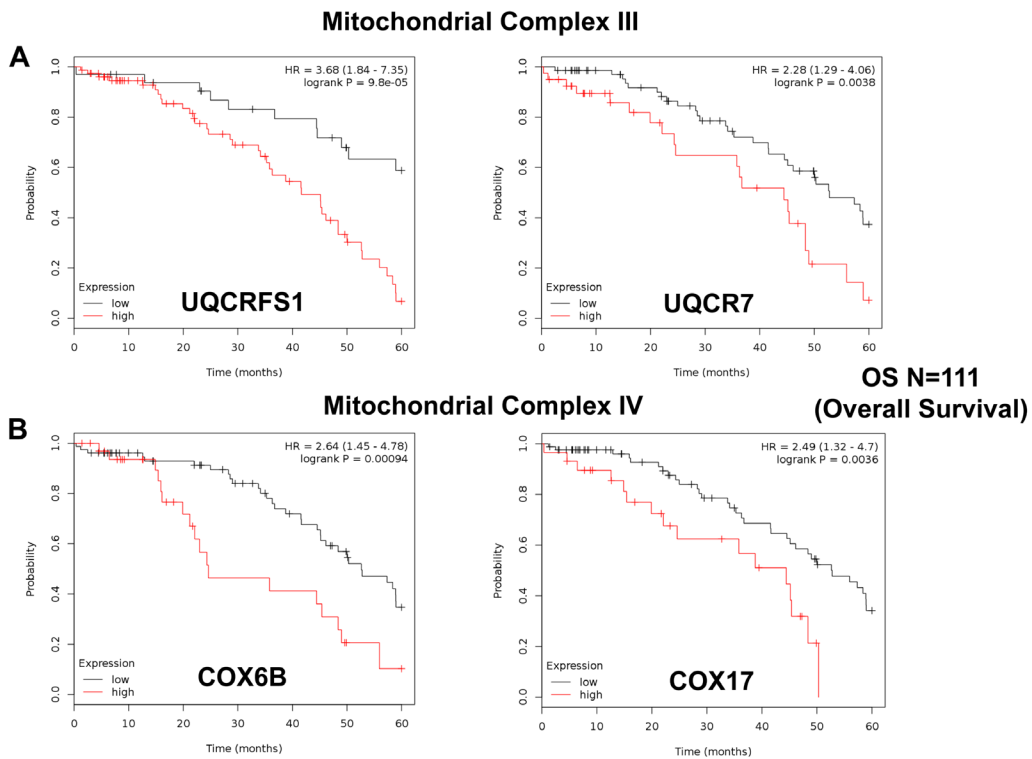 Mitochondrial Complex III
A
HR = 3.68 (1.84 - 7.35)
logrank P = 9.8e-05
Probability
0.0 0.2 0.4 0.6 0.8 1.0
Expression
low
high
UQCRFS1
0 10 20 30 40 50 60
Time (months)
HR = 2.28 (1.29 - 4.06)
logrank P = 0.0038
Probability
0.0 0.2 0.4 0.6 0.8 1.0
Expression
low
high
UQCR7
0 10 20 30 40 50 60
Time (months)
OS N=111
(Overall Survival)
Mitochondrial Complex IV
B
HR = 2.64 (1.45 - 4.78)
logrank P = 0.00094
Probability
0.0 0.2 0.4 0.6 0.8 1.0
Expression
low
high
COX6B
0 10 20 30 40 50 60
Time (months)
HR = 2.49 (1.32 - 4.7)
logrank P = 0.0036
Probability
0.0 0.2 0.4 0.6 0.8 1.0
Expression
low
high
COX17
0 10 20 30 40 50 60
Time (months)